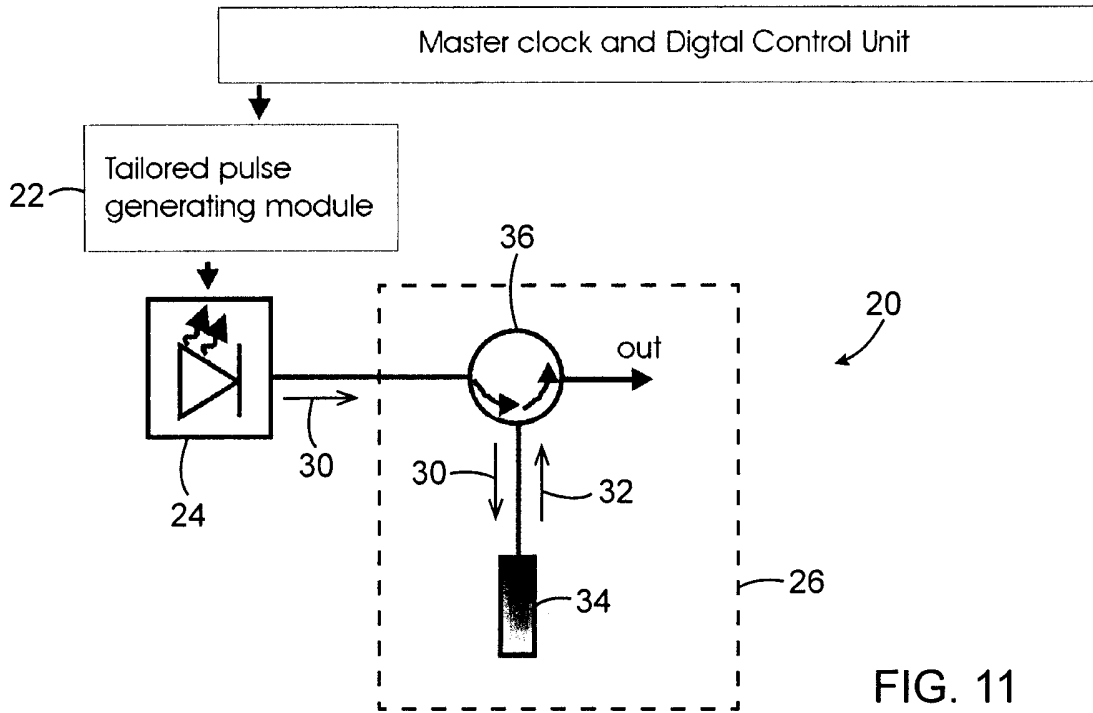 Master clock and Digtal Control Unit
Tailored pulse
generating module
22
36
20
out
30
24
30
32
34
26
FIG. 11